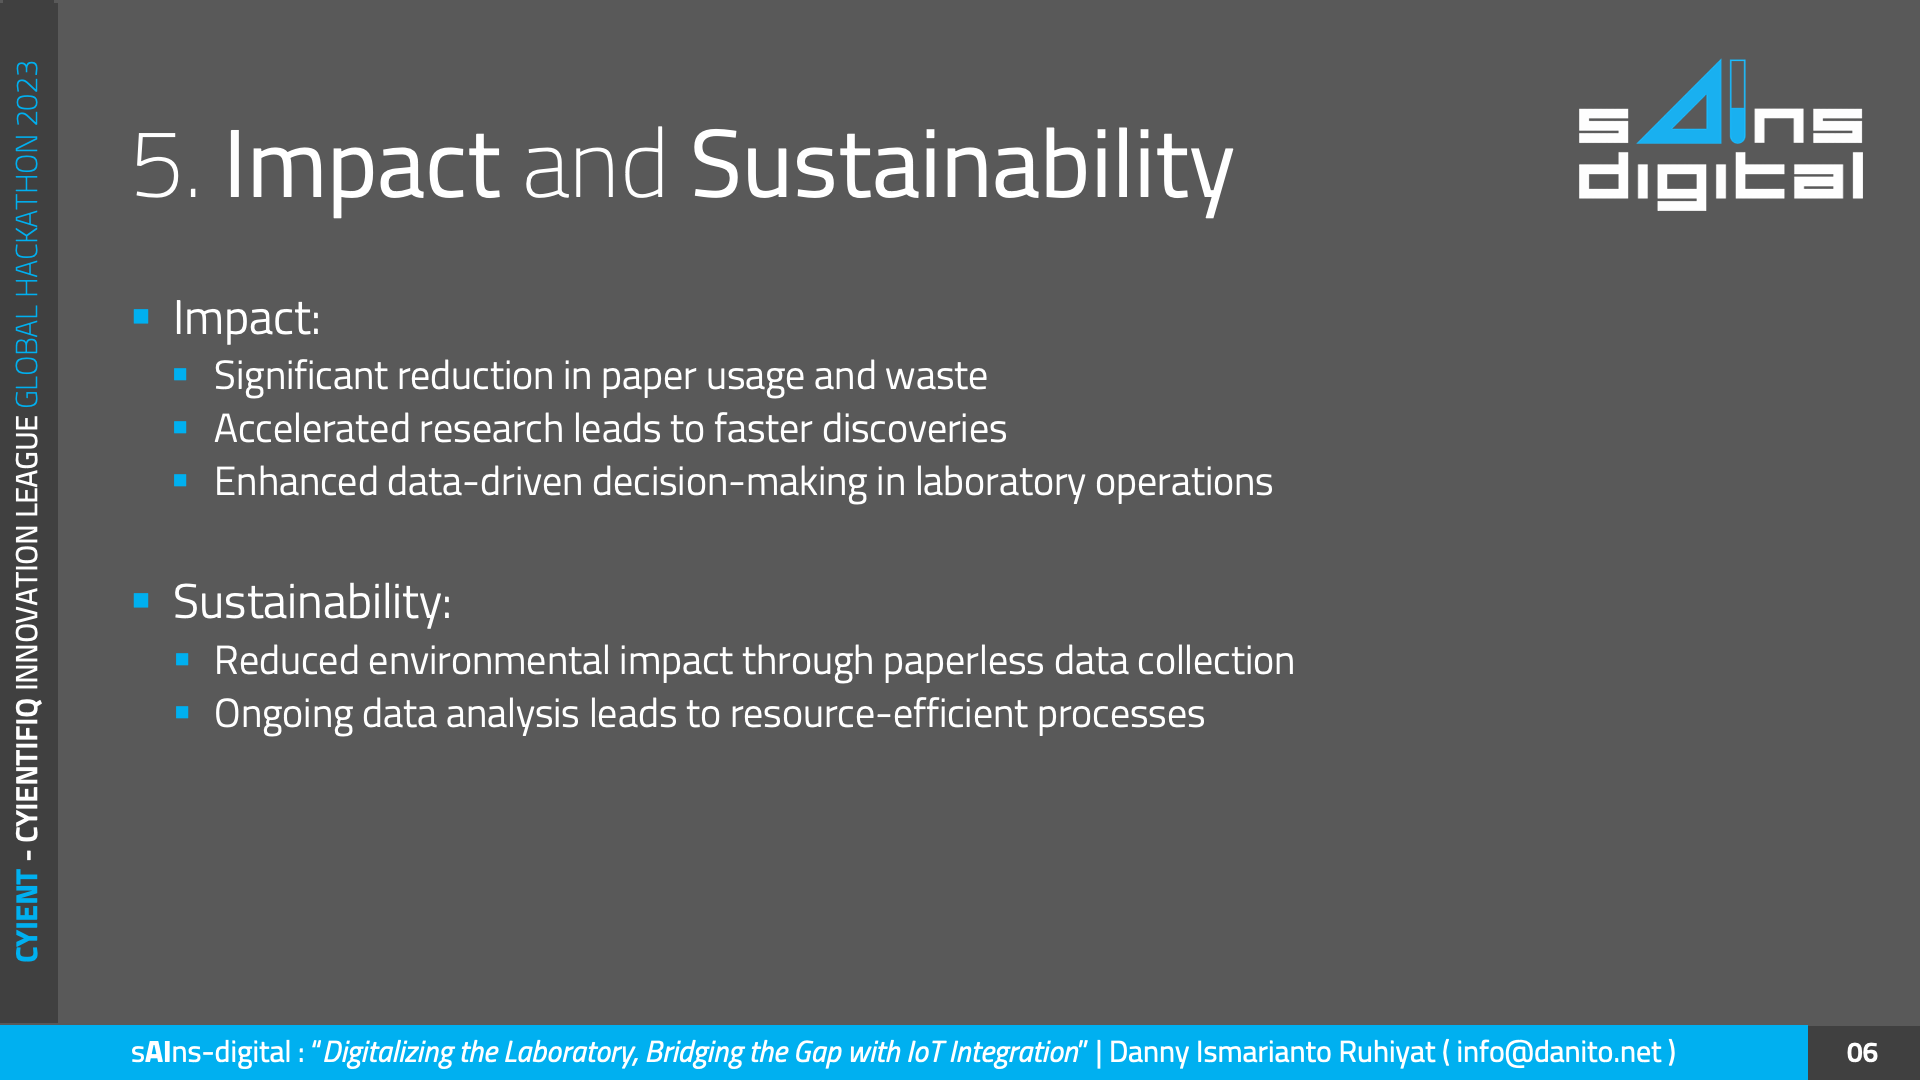 CYIENT - CYIENTIFIQ INNOVATION LEAGUE GLOBAL HACKATHON 2023
5. Impact and Sustainability
sAIns
digital
Impact:
Significant reduction in paper usage and waste
Accelerated research leads to faster discoveries
Enhanced data-driven decision-making in laboratory operations
Sustainability:
Reduced environmental impact through paperless data collection
Ongoing data analysis leads to resource-efficient processes
sAIns-digital : "Digitalizing the Laboratory, Bridging the Gap with IoT Integration" | Danny Ismarianto Ruhiyat ( info@danito.net )
06